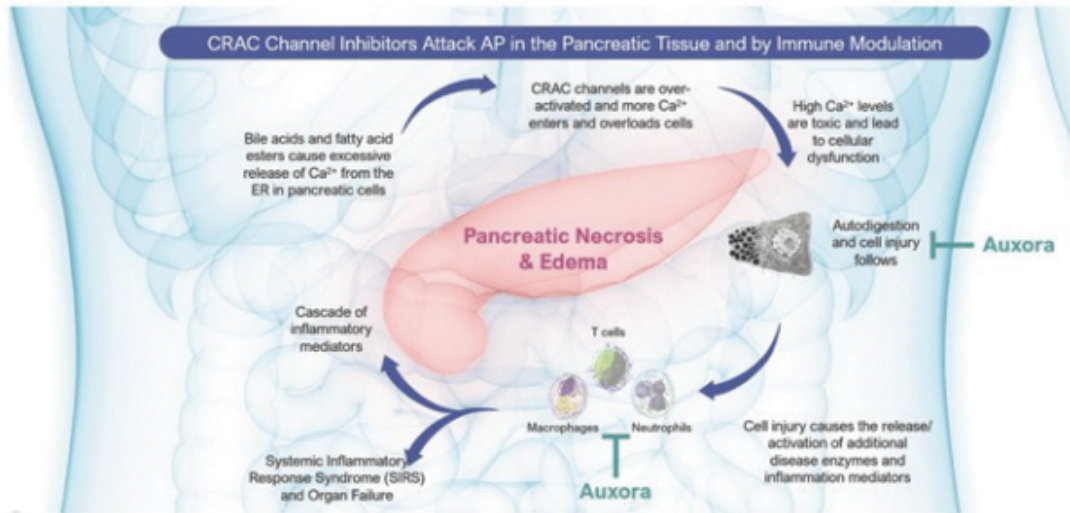 CRAC Channel Inhibitors Attack AP in the Pancreatic Tissue and by Immune Modulation
Bile acids and fatty acid
esters cause excessive
release of Ca²⁺ from the
ER in pancreatic cells
CRAC channels are over-
activated and more Ca²⁺
enters and overloads cells
High Ca²⁺ levels
are toxic and lead
to cellular
dysfunction
Pancreatic Necrosis
& Edema
Autodigestion
and cell injury
follows
Auxora
Cascade of
inflammatory
mediators
T cells
Macrophages
Neutrophils
Auxora
Cell injury causes the release/
activation of additional
disease enzymes and
inflammation mediators
Systemic Inflammatory
Response Syndrome (SIRS)
and Organ Failure